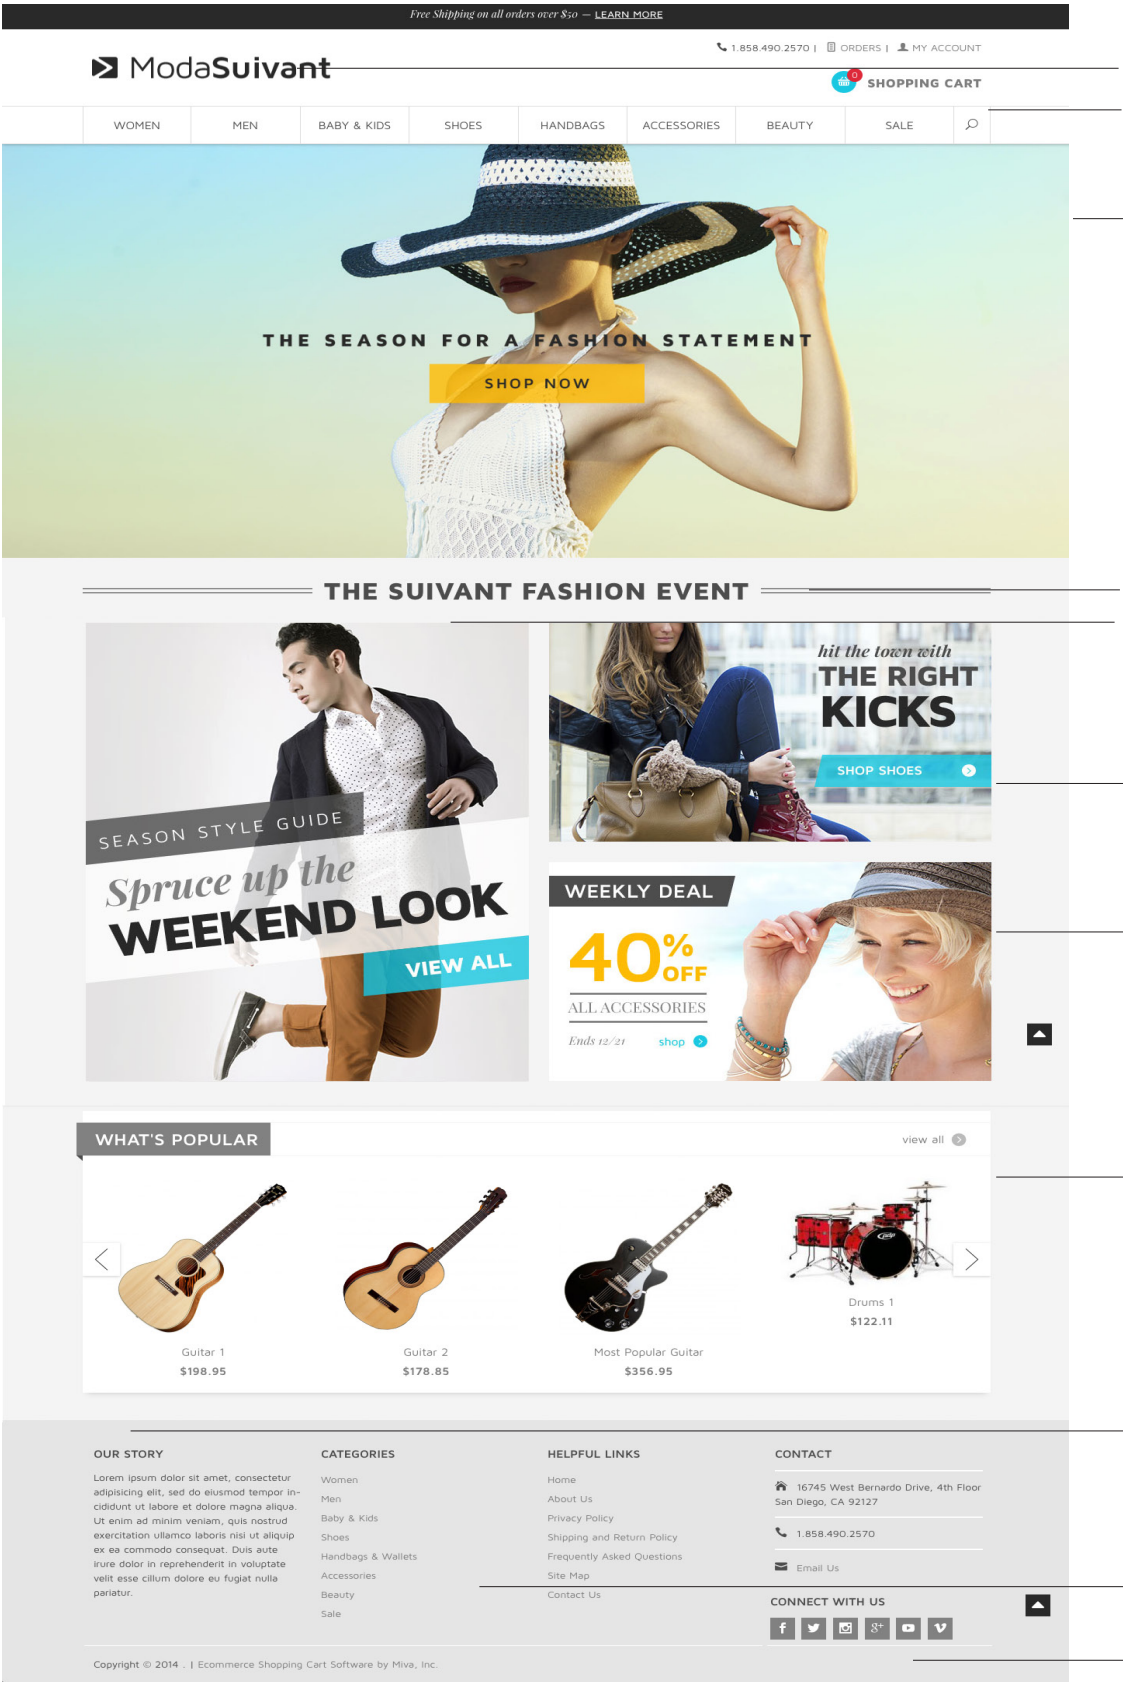 Free Shipping on all orders over $50 — LEARN MORE
1.858.490.2570 | ORDERS | MY ACCOUNT
ModaSuivant
0 SHOPPING CART
WOMEN MEN BABY & KIDS SHOES HANDBAGS ACCESSORIES BEAUTY SALE
THE SEASON FOR A FASHION STATEMENT
SHOP NOW
THE SUIVANT FASHION EVENT
SEASON STYLE GUIDE
Spruce up the
WEEKEND LOOK
VIEW ALL
hit the town with
THE RIGHT
KICKS
SHOP SHOES
WEEKLY DEAL
40% OFF
ALL ACCESSORIES
Ends 12/21 shop
WHAT'S POPULAR
view all
Guitar 1
$198.95
Guitar 2
$178.85
Most Popular Guitar
$356.95
Drums 1
$122.11
OUR STORY
Lorem ipsum dolor sit amet, consectetur
adipisicing elit, sed do eiusmod tempor in-
cididunt ut labore et dolore magna aliqua.
Ut enim ad minim veniam, quis nostrud
exercitation ullamco laboris nisi ut aliquip
ex ea commodo consequat. Duis aute
irure dolor in reprehenderit in voluptate
velit esse cillum dolore eu fugiat nulla
pariatur.
CATEGORIES
Women
Men
Baby & Kids
Shoes
Handbags & Wallets
Accessories
Beauty
Sale
HELPFUL LINKS
Home
About Us
Privacy Policy
Shipping and Return Policy
Frequently Asked Questions
Site Map
Contact Us
CONTACT
16745 West Bernardo Drive, 4th Floor
San Diego, CA 92127
1.858.490.2570
Email Us
CONNECT WITH US
Copyright © 2014 . | Ecommerce Shopping Cart Software by Miva, Inc.